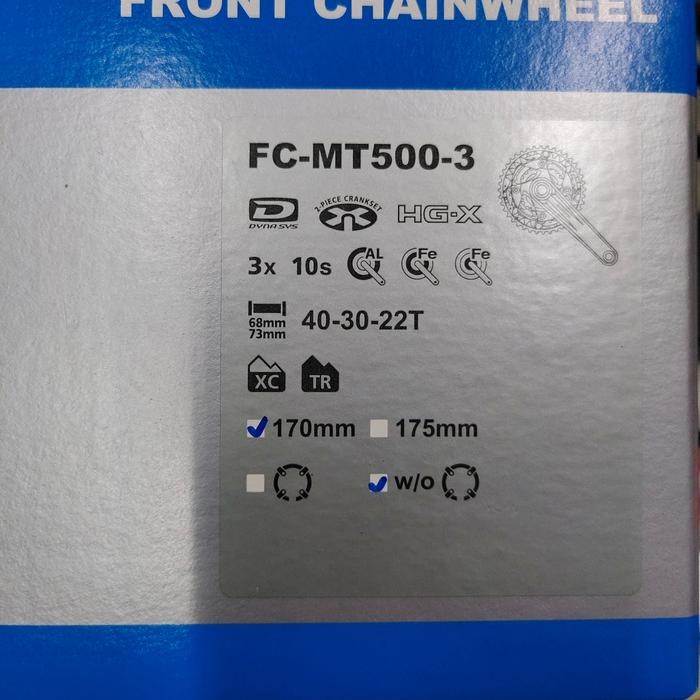 FRONT CHAINWHEEL
FC-MT500-3
D
DYNA-SYS
2-PIECE CRANKSET
HG-X
3x 10s AL Fe Fe
68mm
73mm
40-30-22T
XC TR
170mm 175mm
w/o